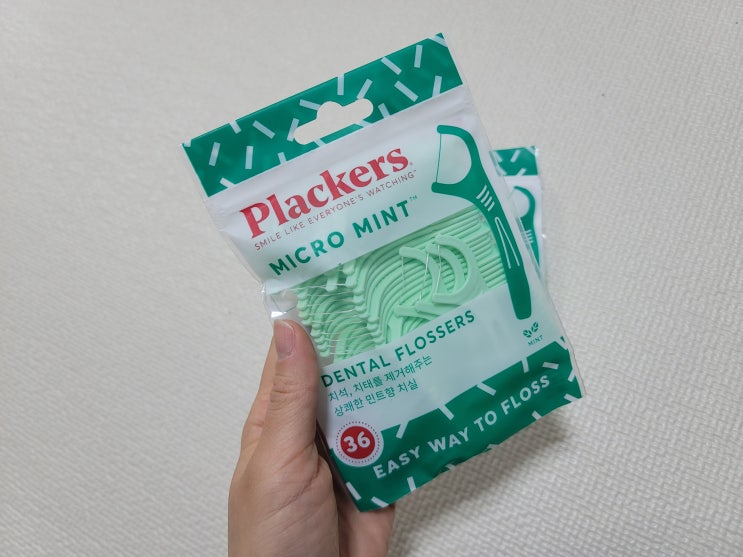 Plackers®
SMILE LIKE EVERYONE'S WATCHING™
MICRO MINT™
MINT
DENTAL FLOSSERS
치석, 치태를 제거해주는
상쾌한 민트향 치실
36
EASY WAY TO FLOSS